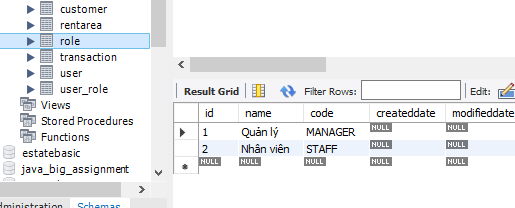 customer
rentarea
role
transaction
user
user_role
Views
Stored Procedures
Functions
estatebasic
java_big_assignment
Schemas
Result Grid Filter Rows: Edit:
id name code createddate modifieddate
1 Quản lý MANAGER NULL NULL
2 Nhân viên STAFF NULL NULL
NULL NULL NULL NULL NULL